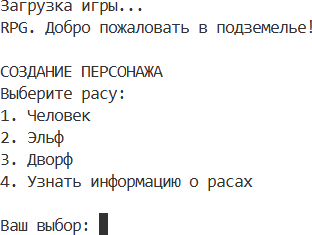 Загрузка игры...
RPG. Добро пожаловать в подземелье!
СОЗДАНИЕ ПЕРСОНАЖА
Выберите расу:
1. Человек
2. Эльф
3. Дворф
4. Узнать информацию о расах
Ваш выбор: